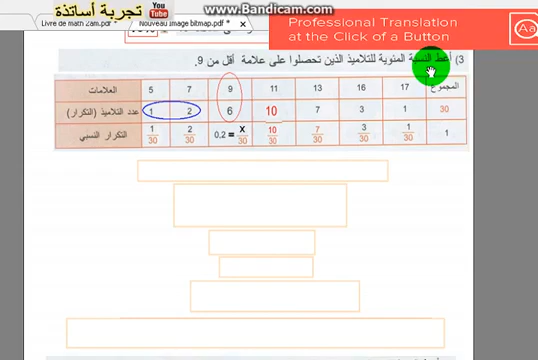 www.Bandicam.com
تجربة أساتذة You Tube
Professional Translation
at the Click of a Button
Aa
Livre de math 2am.pdf × Nouveau image bitmap.pdf * ×
3) أعط النسبة المئوية للتلاميذ الذين تحصلوا على علامة أقل من 9.
العلامات 5 7 9 11 13 16 17 المجموع
عدد التلاميذ (التكرار) 1 2 6 10 7 3 1 30
التكرار النسبي 1/30 2/30 0,2 = x/30 10/30 7/30 3/30 1/30 1